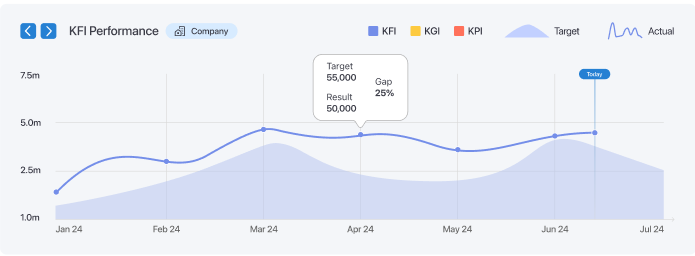 KFI Performance
Company
KFI
KGI
KPI
Target
Actual
Target
55,000
Gap
25%
Result
50,000
Today
7.5m
5.0m
2.5m
1.0m
Jan 24
Feb 24
Mar 24
Apr 24
May 24
Jun 24
Jul 24